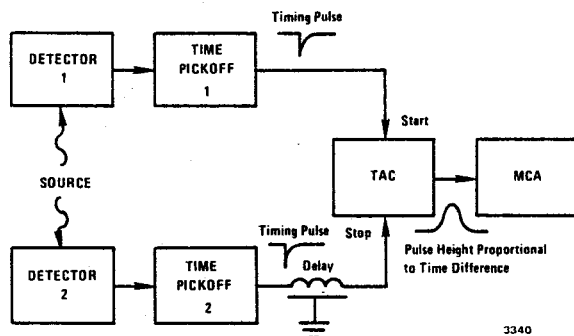 Timing Pulse
DETECTOR
1
TIME
PICKOFF
1
Start
SOURCE
TAC
MCA
Stop
Timing Pulse
Delay
Pulse Height Proportional
to Time Difference
DETECTOR
2
TIME
PICKOFF
2
3340